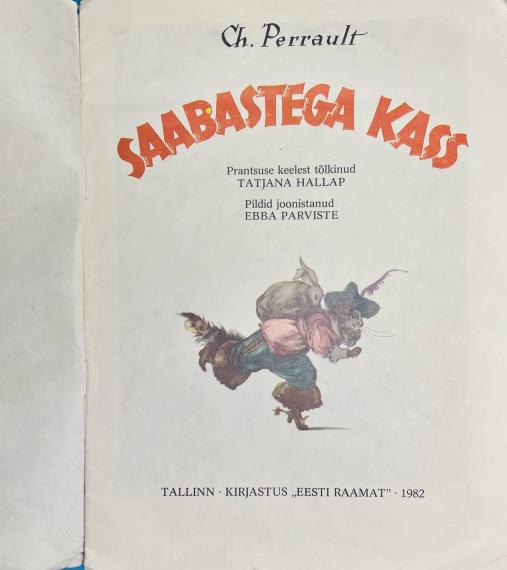 Ch. Perrault
SAABASTEGA KASS
Prantsuse keelest tõlkinud
TATJANA HALLAP
Pildid joonistanud
EBBA PARVISTE
TALLINN · KIRJASTUS „EESTI RAAMAT” · 1982